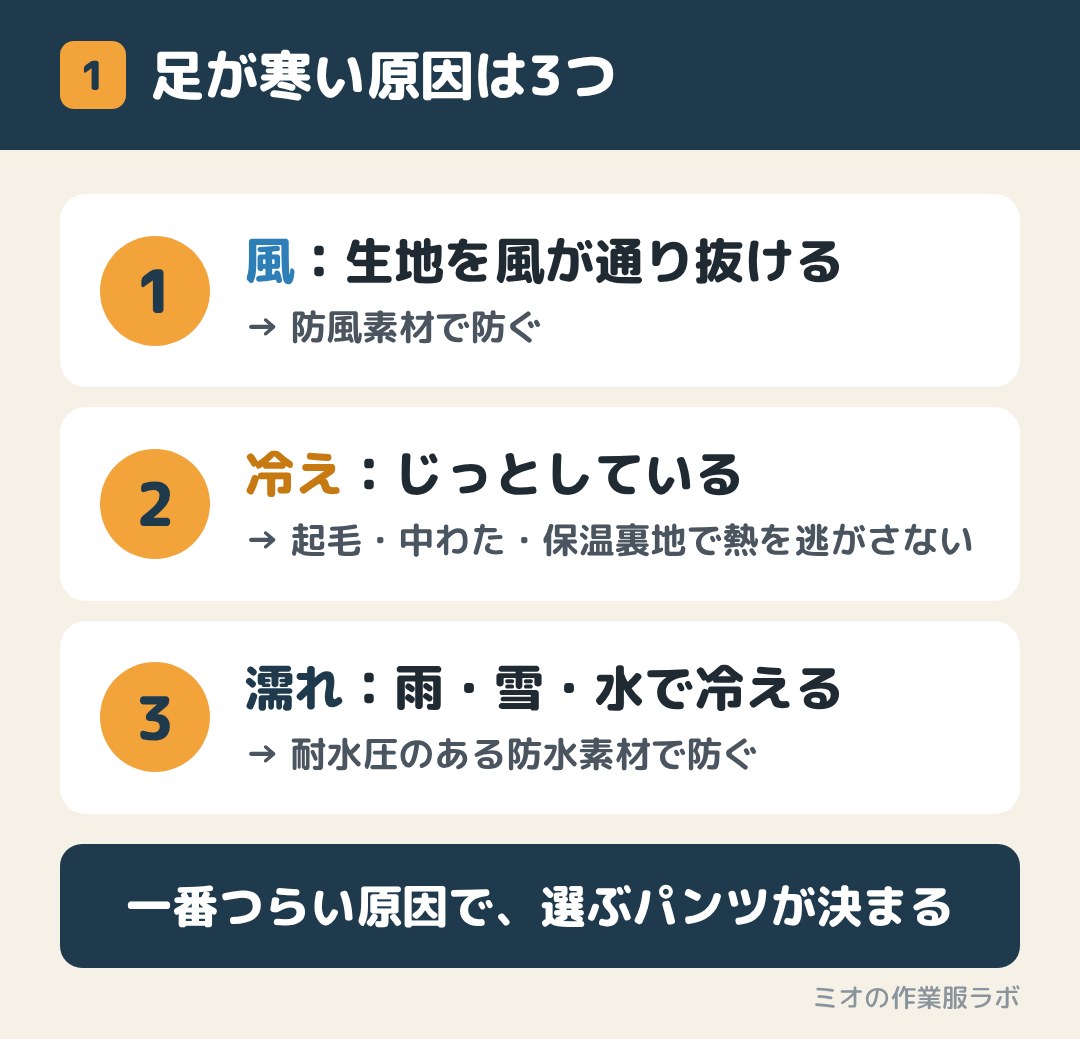 1 足が寒い原因は3つ
1
風：生地を風が通り抜ける
→ 防風素材で防ぐ
2
冷え：じっとしている
→ 起毛・中わた・保温裏地で熱を逃がさない
3
濡れ：雨・雪・水で冷える
→ 耐水圧のある防水素材で防ぐ
一番つらい原因で、選ぶパンツが決まる
ミオの作業服ラボ